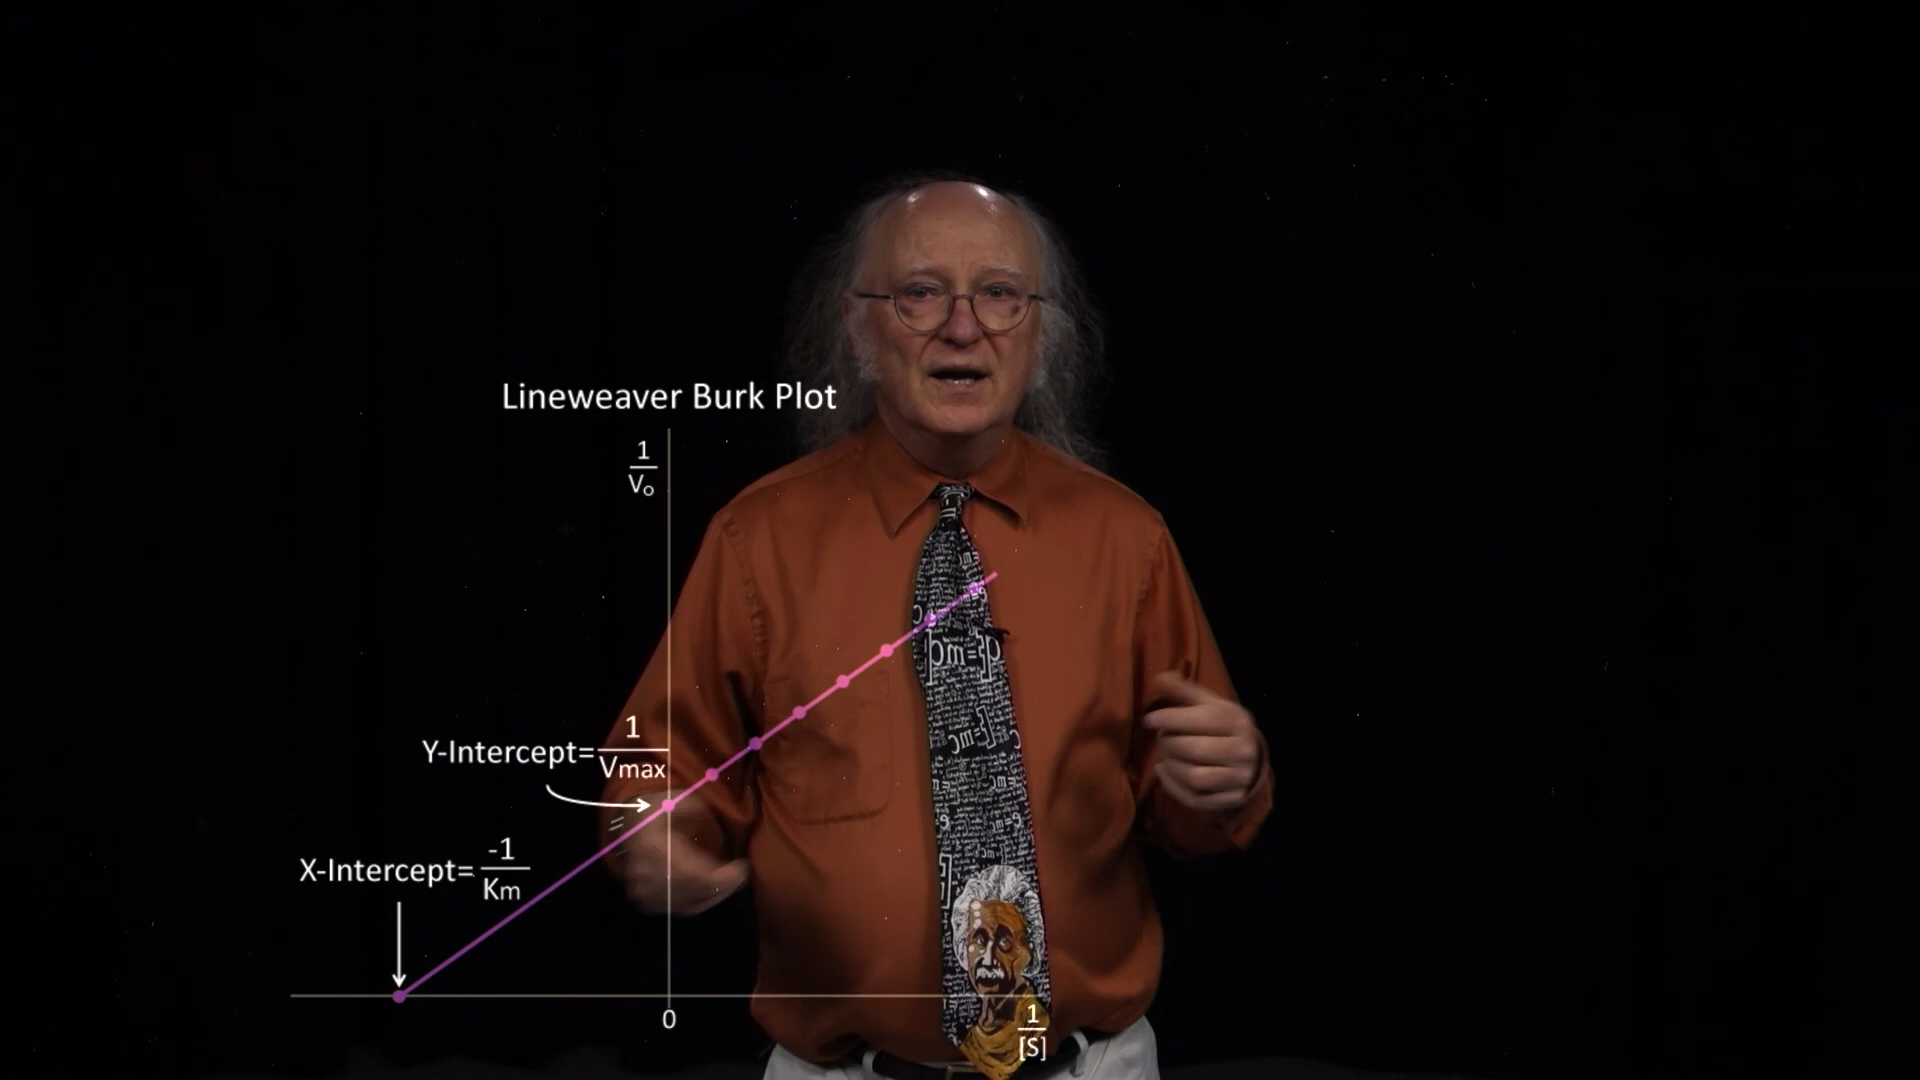 Lineweaver Burk Plot
1
Vo
Y-Intercept=
1
Vmax
X-Intercept=
-1
Km
0
1
[S]